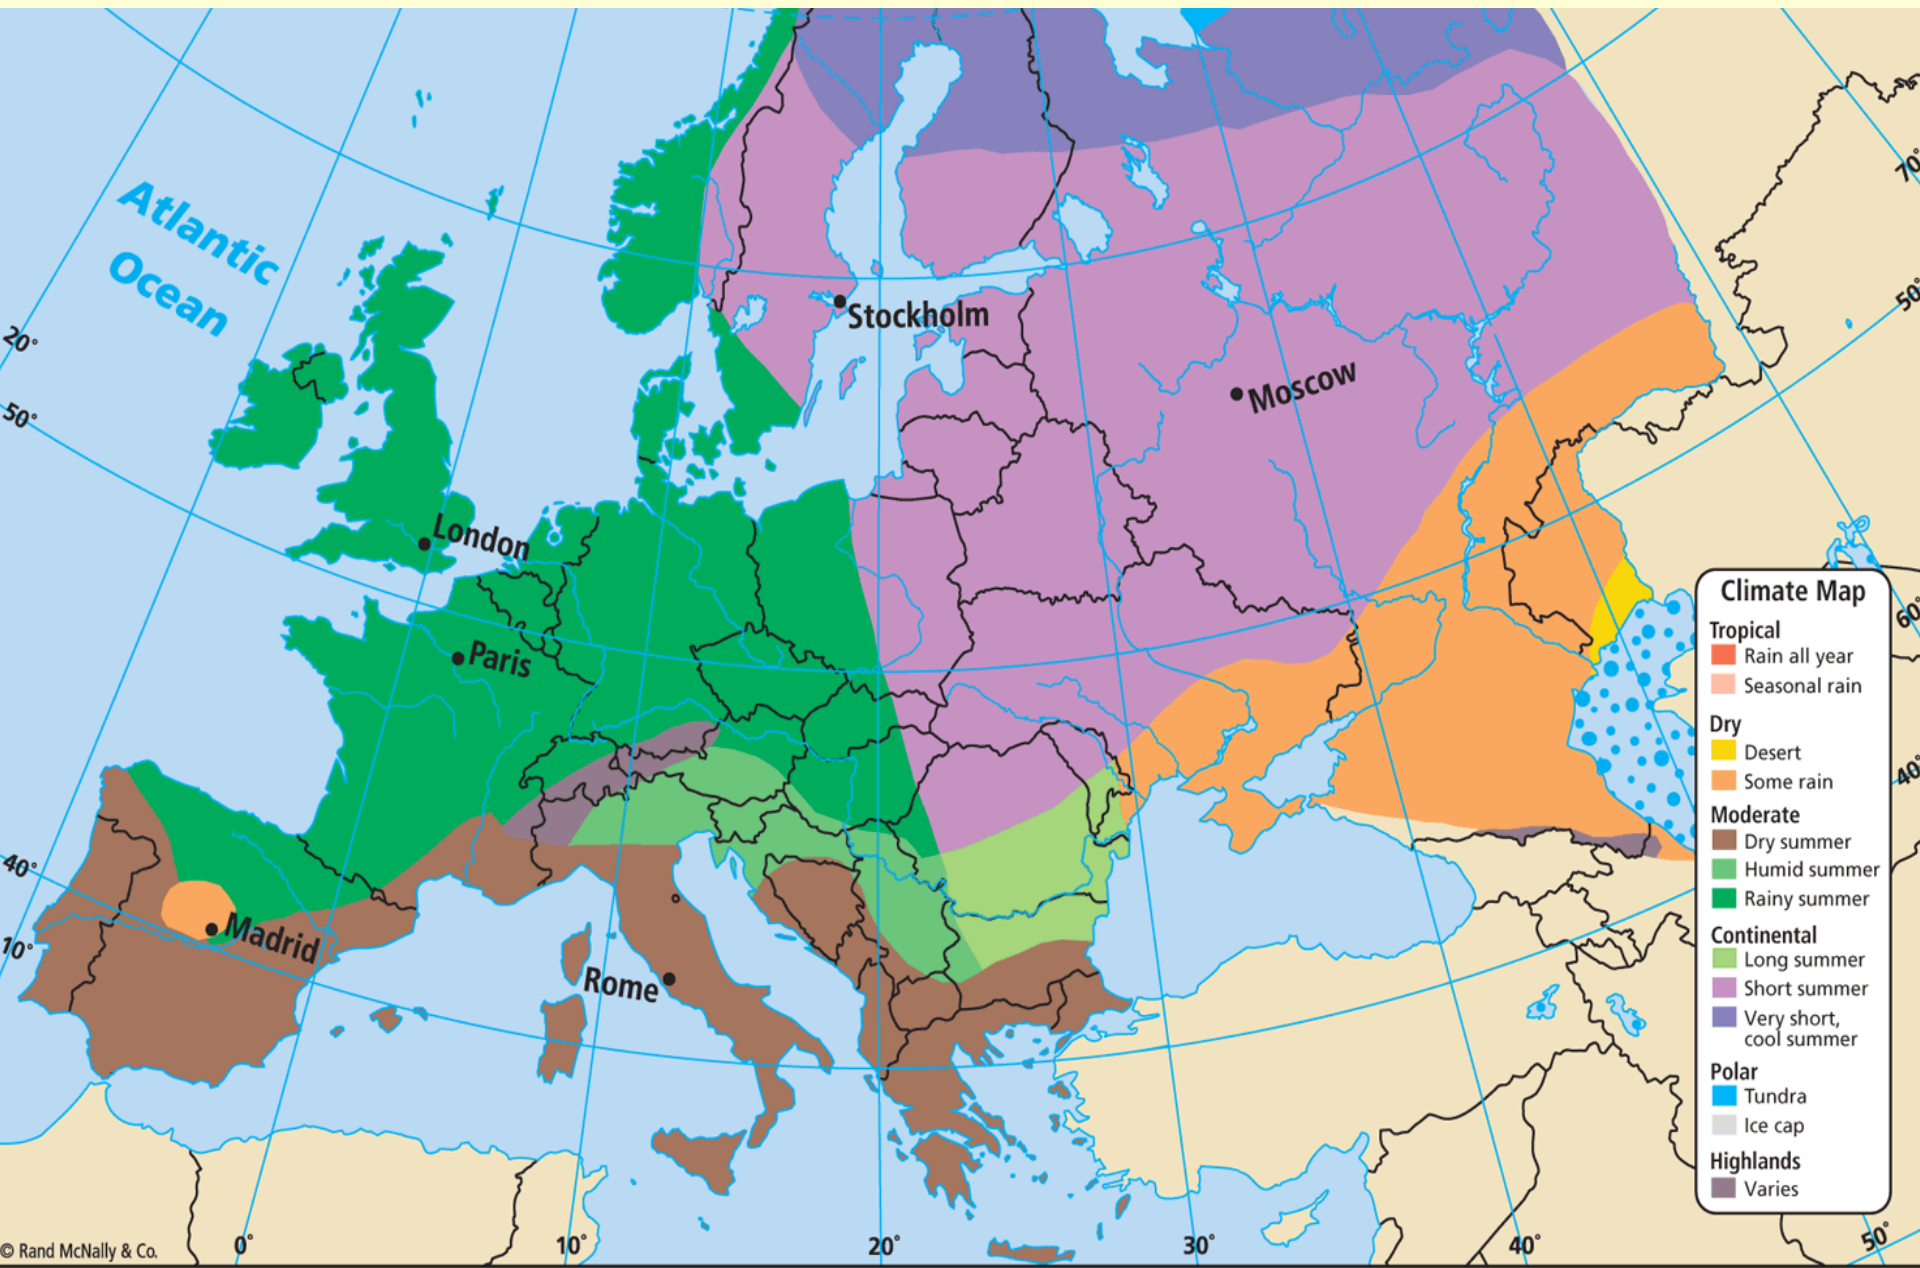 Atlantic
Ocean
20°
50°
40°
10°
London
Paris
Madrid
Rome
Stockholm
Moscow
70°
50°
60°
40°
50°
Climate Map
Tropical
Rain all year
Seasonal rain
Dry
Desert
Some rain
Moderate
Dry summer
Humid summer
Rainy summer
Continental
Long summer
Short summer
Very short,
cool summer
Polar
Tundra
Ice cap
Highlands
Varies
© Rand McNally & Co.
0°
10°
20°
30°
40°